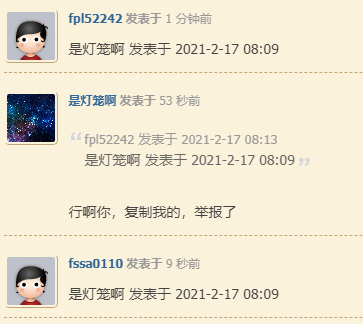 fpl52242 发表于 1 分钟前
是灯笼啊 发表于 2021-2-17 08:09
是灯笼啊 发表于 53 秒前
“ fpl52242 发表于 2021-2-17 08:13
是灯笼啊 发表于 2021-2-17 08:09 ”
行啊你，复制我的，举报了
fssa0110 发表于 9 秒前
是灯笼啊 发表于 2021-2-17 08:09